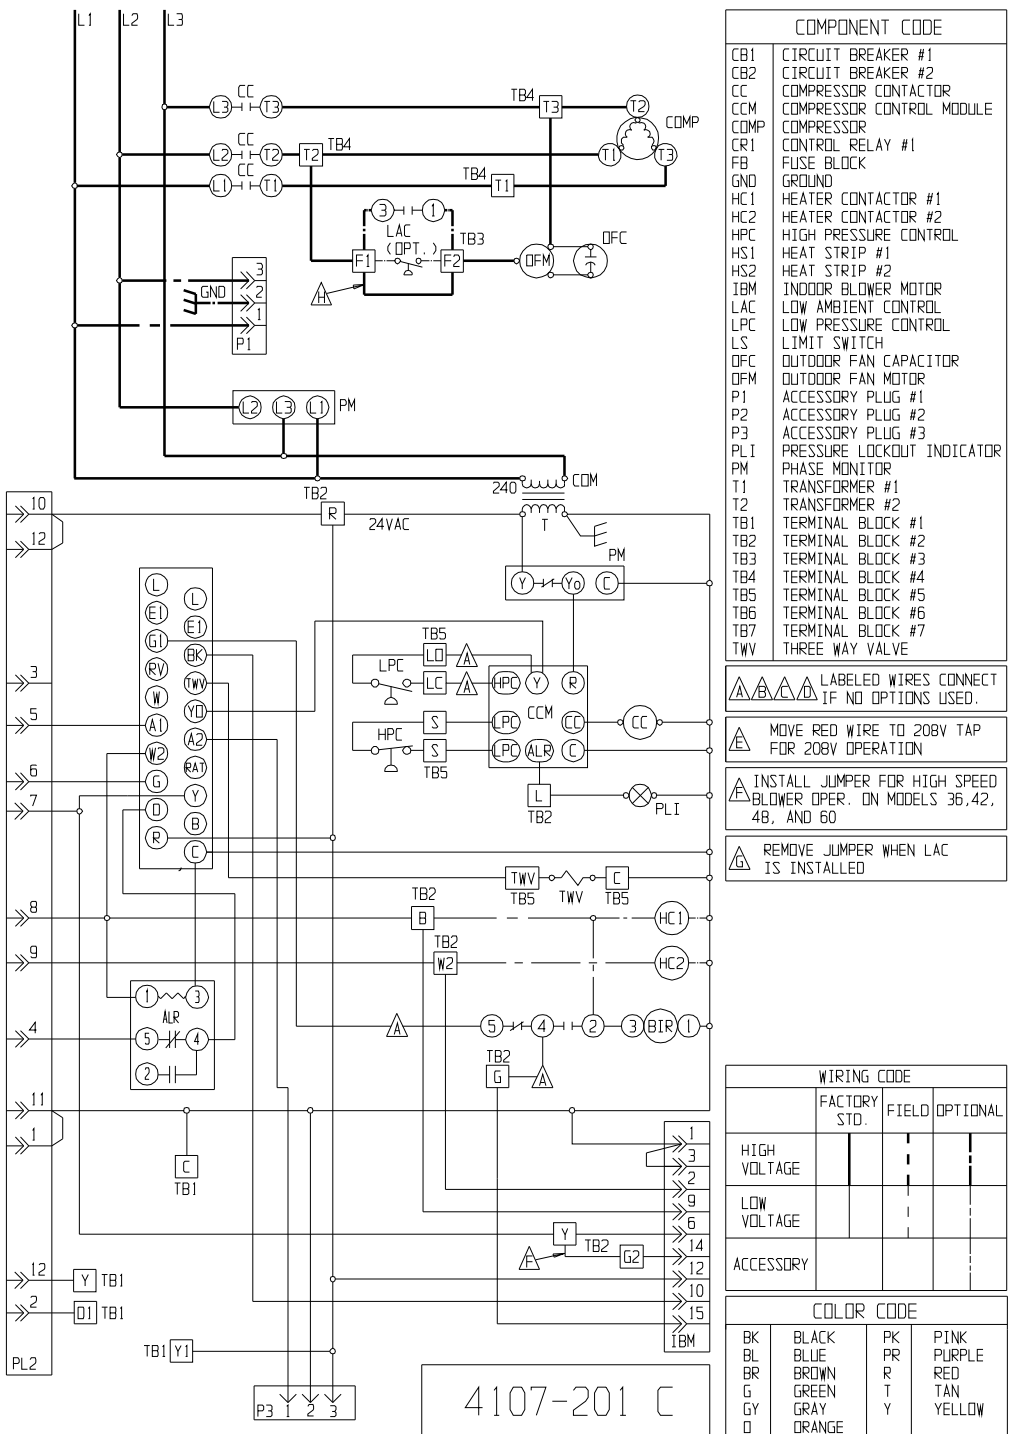 L1 L2 L3
COMPONENT CODE
CB1 CIRCUIT BREAKER #1
CB2 CIRCUIT BREAKER #2
CC COMPRESSOR CONTACTOR
CCM COMPRESSOR CONTROL MODULE
COMP COMPRESSOR
CR1 CONTROL RELAY #1
FB FUSE BLOCK
GND GROUND
HC1 HEATER CONTACTOR #1
HC2 HEATER CONTACTOR #2
HPC HIGH PRESSURE CONTROL
HS1 HEAT STRIP #1
HS2 HEAT STRIP #2
IBM INDOOR BLOWER MOTOR
LAC LOW AMBIENT CONTROL
LPC LOW PRESSURE CONTROL
LS LIMIT SWITCH
OFC OUTDOOR FAN CAPACITOR
OFM OUTDOOR FAN MOTOR
P1 ACCESSORY PLUG #1
P2 ACCESSORY PLUG #2
P3 ACCESSORY PLUG #3
PLI PRESSURE LOCKOUT INDICATOR
PM PHASE MONITOR
T1 TRANSFORMER #1
T2 TRANSFORMER #2
TB1 TERMINAL BLOCK #1
TB2 TERMINAL BLOCK #2
TB3 TERMINAL BLOCK #3
TB4 TERMINAL BLOCK #4
TB5 TERMINAL BLOCK #5
TB6 TERMINAL BLOCK #6
TB7 TERMINAL BLOCK #7
TWV THREE WAY VALVE
A B C D LABELED WIRES CONNECT
IF NO OPTIONS USED.
E MOVE RED WIRE TO 208V TAP
FOR 208V OPERATION
F INSTALL JUMPER FOR HIGH SPEED
BLOWER OPER. ON MODELS 36,42,
48, AND 60
G REMOVE JUMPER WHEN LAC
IS INSTALLED
CC
L3 T3
TB4
T3
T2
COMP
CC
L2 T2 T2
TB4
T1 T3
CC
L1 T1
TB4
T1
3 1
LAC
(OPT.)
TB3
F1 F2
OFM
OFC
H
GND
3
2
1
P1
L2 L3 L1 PM
240
COM
T
TB2
R
24VAC
PM
Y Yo C
10
12
L
E1
G1
RV
W
A1
W2
G
O
R
L
E1
BK
TWV
YO
A2
RAT
Y
B
C
TB5
LO A
LPC
LC A
HPC Y R
CCM
S
LPC
CC
CC
HPC
S
TB5
LPC ALR C
L
TB2
PLI
3
5
6
7
TWV
TB5
TWV
C
TB5
8
TB2
B
HC1
9
TB2
W2
HC2
1 3
ALR
5 4
2
4
A
5 4 2 3 BIR 1
TB2
G A
11
1
C
TB1
1
3
2
9
6
14
12
10
15
IBM
Y
TB2
F
G2
12
Y TB1
2
O1 TB1
TB1 Y1
PL2
P3 1 2 3
4107-201 C
WIRING CODE
FACTORY
STD.
FIELD OPTIONAL
HIGH
VOLTAGE
LOW
VOLTAGE
ACCESSORY
COLOR CODE
BK BLACK PK PINK
BL BLUE PR PURPLE
BR BROWN R RED
G GREEN T TAN
GY GRAY Y YELLOW
O ORANGE